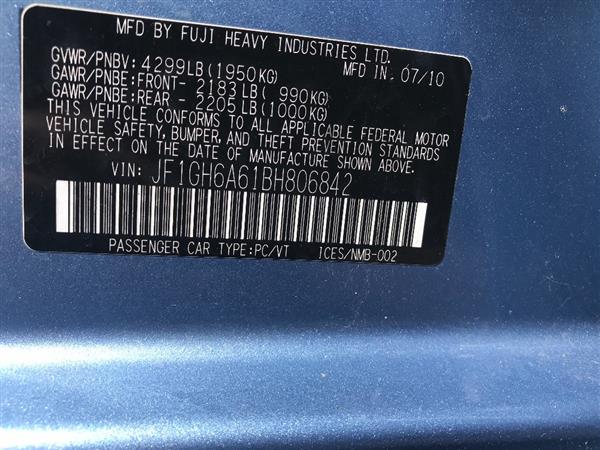 MFD BY FUJI HEAVY INDUSTRIES LTD.
GVWR/PNBV: 4299LB(1950KG) MFD IN. 07/10
GAWR/PNBE:FRONT- 2183LB( 990KG)
GAWR/PNBE:REAR - 2205LB(1000KG)
THIS VEHICLE CONFORMS TO ALL APPLICABLE FEDERAL MOTOR
VEHICLE SAFETY, BUMPER, AND THEFT PREVENTION STANDARDS
IN EFFECT ON THE DATE OF MANUFACTURE SHOWN ABOVE.
VIN: JF1GH6A61BH806842
PASSENGER CAR TYPE:PC/VT ICES/NMB-002